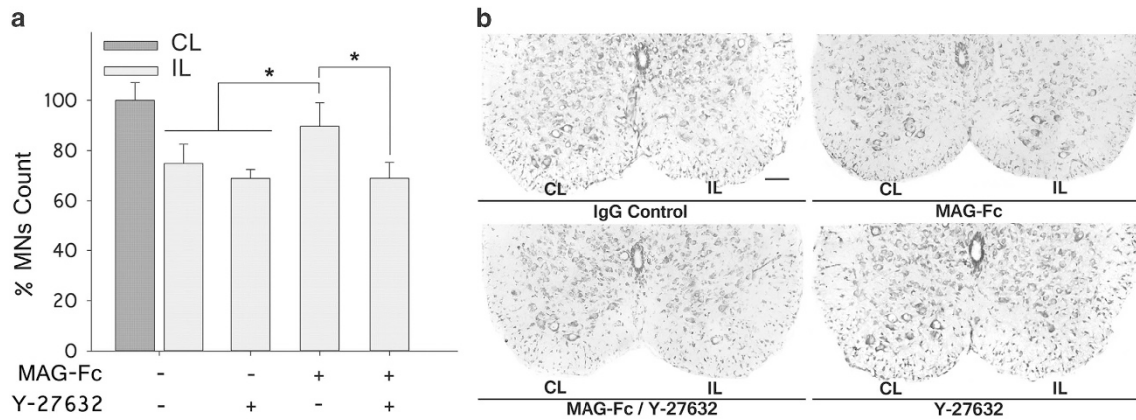 a
CL
IL
% MNs Count
100
80
60
40
20
0
*
*
MAG-Fc - - + +
Y-27632 - + - +
b
CL IL
IgG Control
CL IL
MAG-Fc
CL IL
MAG-Fc / Y-27632
CL IL
Y-27632